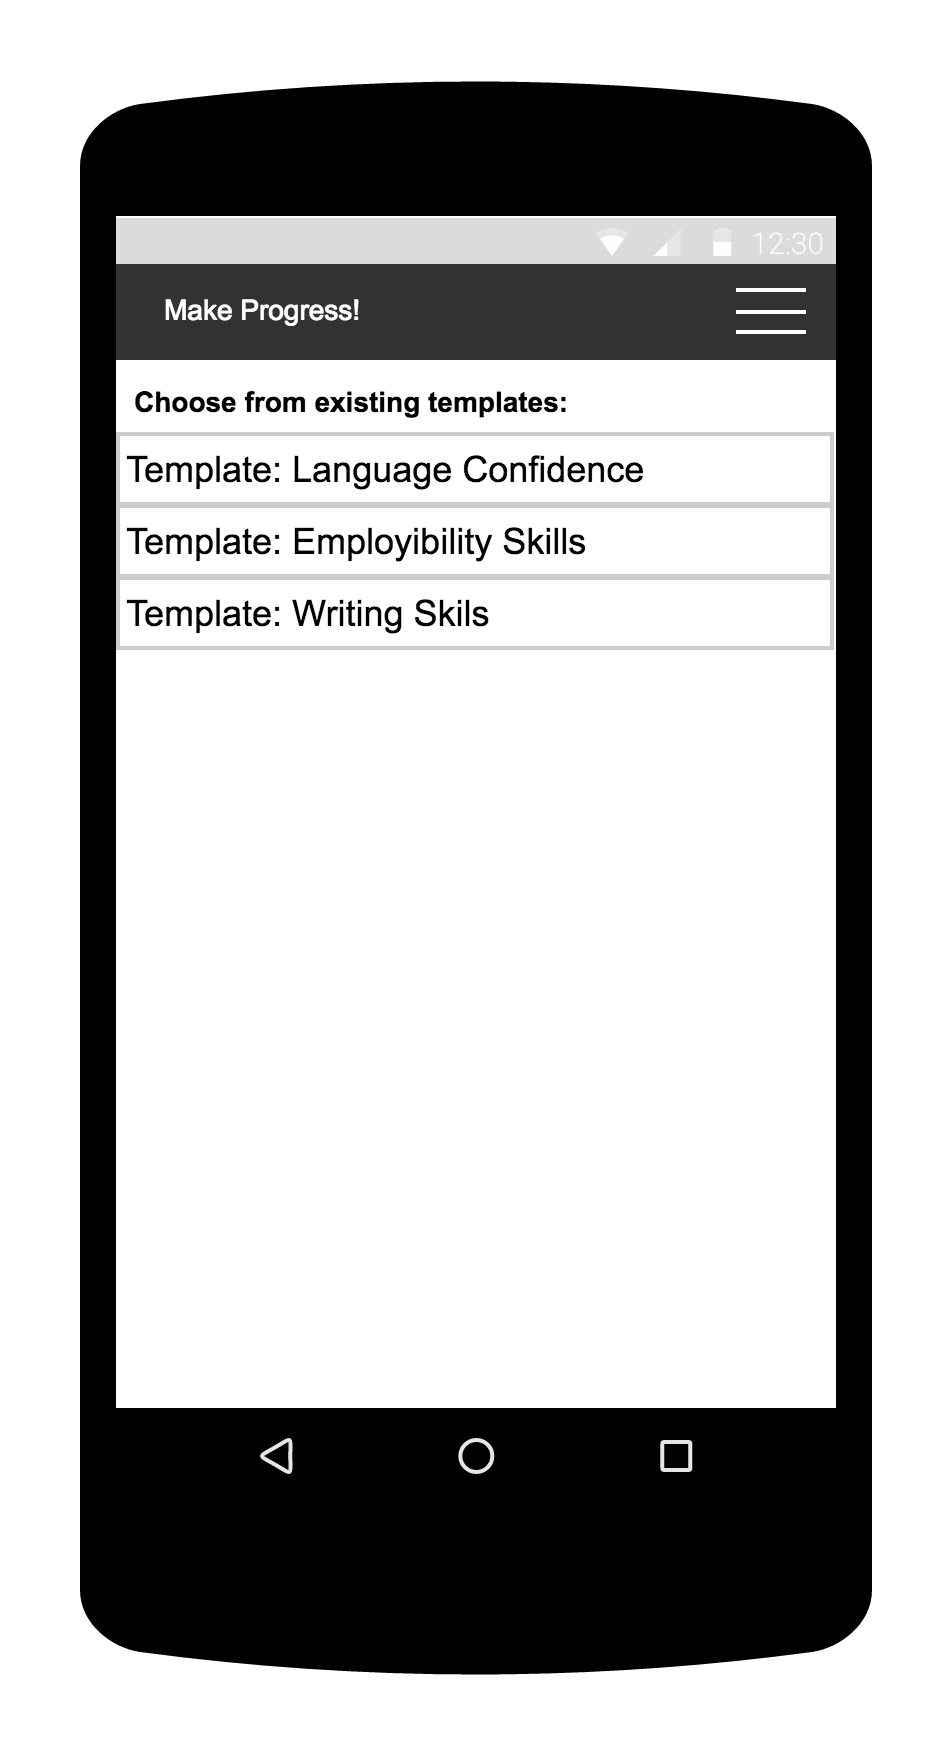 12:30
Make Progress!
Choose from existing templates:
Template: Language Confidence
Template: Employibility Skills
Template: Writing Skils